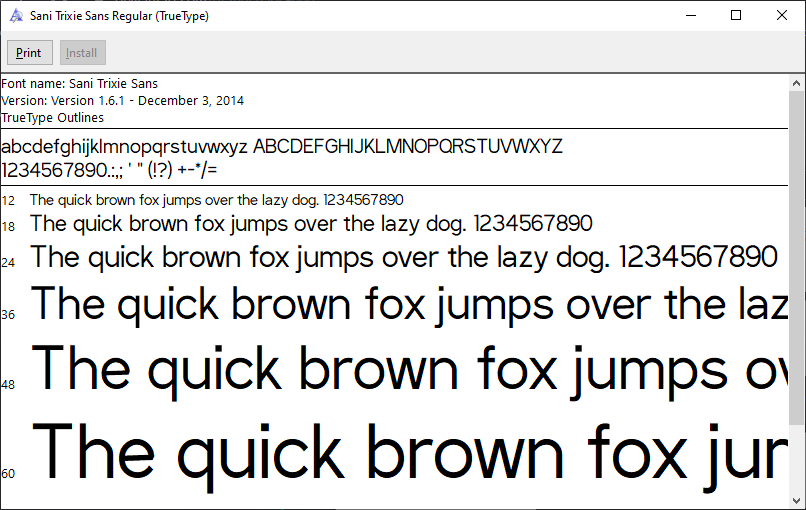 Sani Trixie Sans Regular (TrueType)
Print Install
Font name: Sani Trixie Sans
Version: Version 1.6.1 - December 3, 2014
TrueType Outlines
abcdefghijklmnopqrstuvwxyz ABCDEFGHIJKLMNOPQRSTUVWXYZ
1234567890.:,; ' " (!?) +-*/=
12 The quick brown fox jumps over the lazy dog. 1234567890
18 The quick brown fox jumps over the lazy dog. 1234567890
24 The quick brown fox jumps over the lazy dog. 1234567890
36 The quick brown fox jumps over the laz
48 The quick brown fox jumps ov
60 The quick brown fox jum